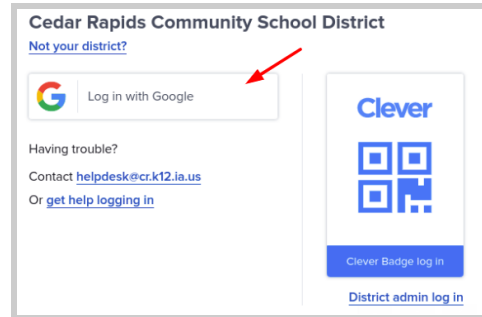 Cedar Rapids Community School District
Not your district?
Log in with Google
Having trouble?
Contact helpdesk@cr.k12.ia.us
Or get help logging in
Clever
Clever Badge log in
District admin log in